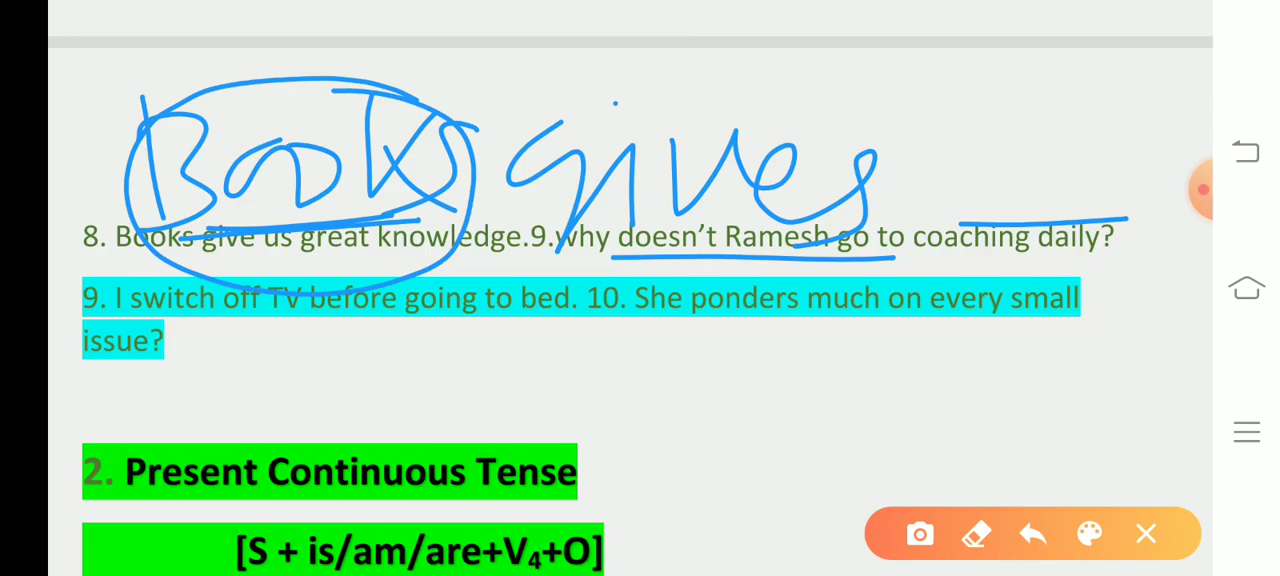 Books gives
8. Books give us great knowledge.9.why doesn't Ramesh go to coaching daily?
9. I switch off TV before going to bed. 10. She ponders much on every small
issue?
2. Present Continuous Tense
[S + is/am/are+V₄+O]